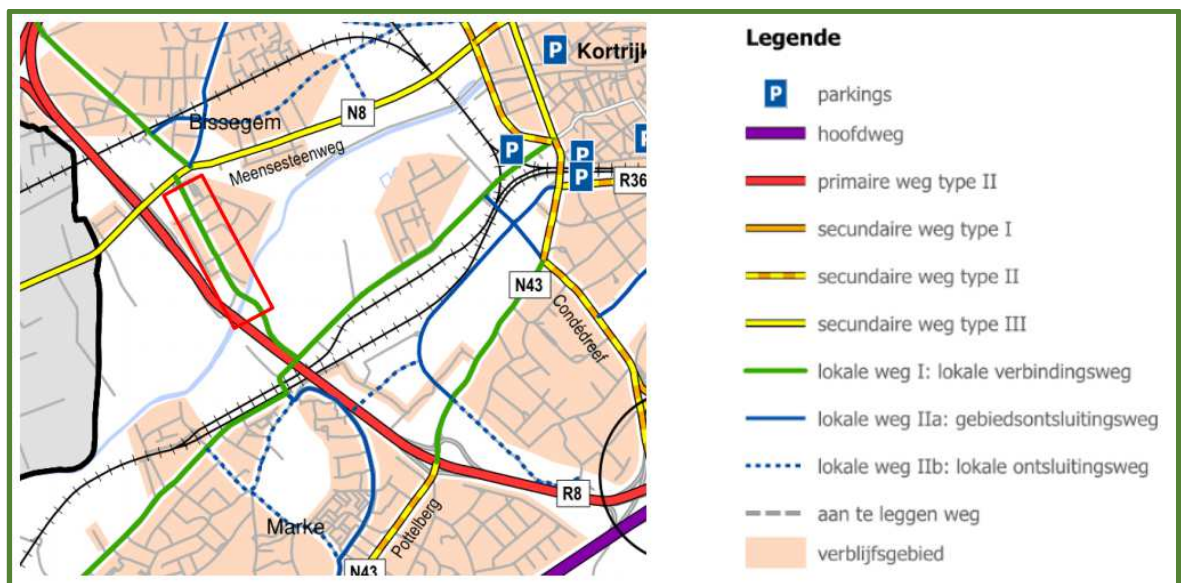 P
Kortrijk
N8
Bissegem
Meensesteenweg
P
P
P
P
R36
N43
Condédreef
R8
Marke
Pottelberg
N43
Legende
P parkings
hoofdweg
primaire weg type II
secundaire weg type I
secundaire weg type II
secundaire weg type III
lokale weg I: lokale verbindingsweg
lokale weg IIa: gebiedsontsluitingsweg
lokale weg IIb: lokale ontsluitingsweg
aan te leggen weg
verblijfsgebied